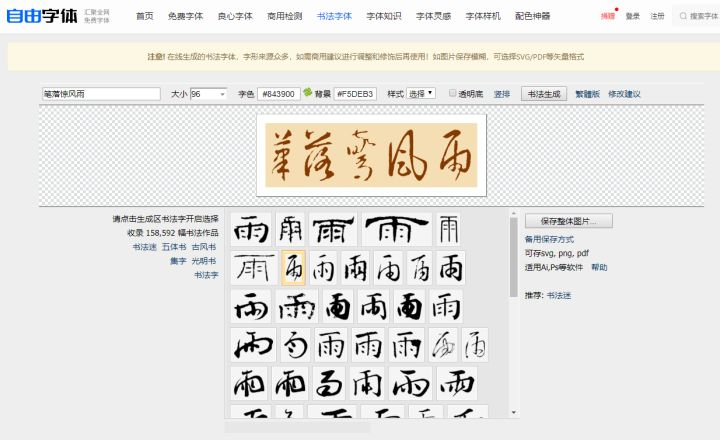 自由字体 汇聚全网 免费字体 首页 免费字体 良心字体 商用检测 书法字体 字体知识 字体灵感 字体样机 配色神器 捐赠 登录 注册 搜索字体
注意! 在线生成的书法字体，字形来源众多，如需商用建议进行调整和修饰后再使用！如图片保存模糊，可选择SVG/PDF等矢量格式
笔落惊风雨 大小 96 字色 #843900 背景 #F5DEB3 样式 选择 透明底 竖排 书法生成 繁體版 修改建议
筆落驚風雨
请点击生成区书法字开启选择
收录 158,592 幅书法作品
书法迷 五体书 古风书
集字 光明书
书法字
雨 雨 雨 雨 雨
雨 雨 雨 雨 雨 雨 雨
雨 雨 雨 雨 雨 雨
雨 雨 雨 雨 雨 雨 雨
雨 雨 雨 雨 雨 雨
保存整体图片...
备用保存方式
可存svg, png, pdf
适用Ai,Ps等软件 帮助
推荐: 书法迷